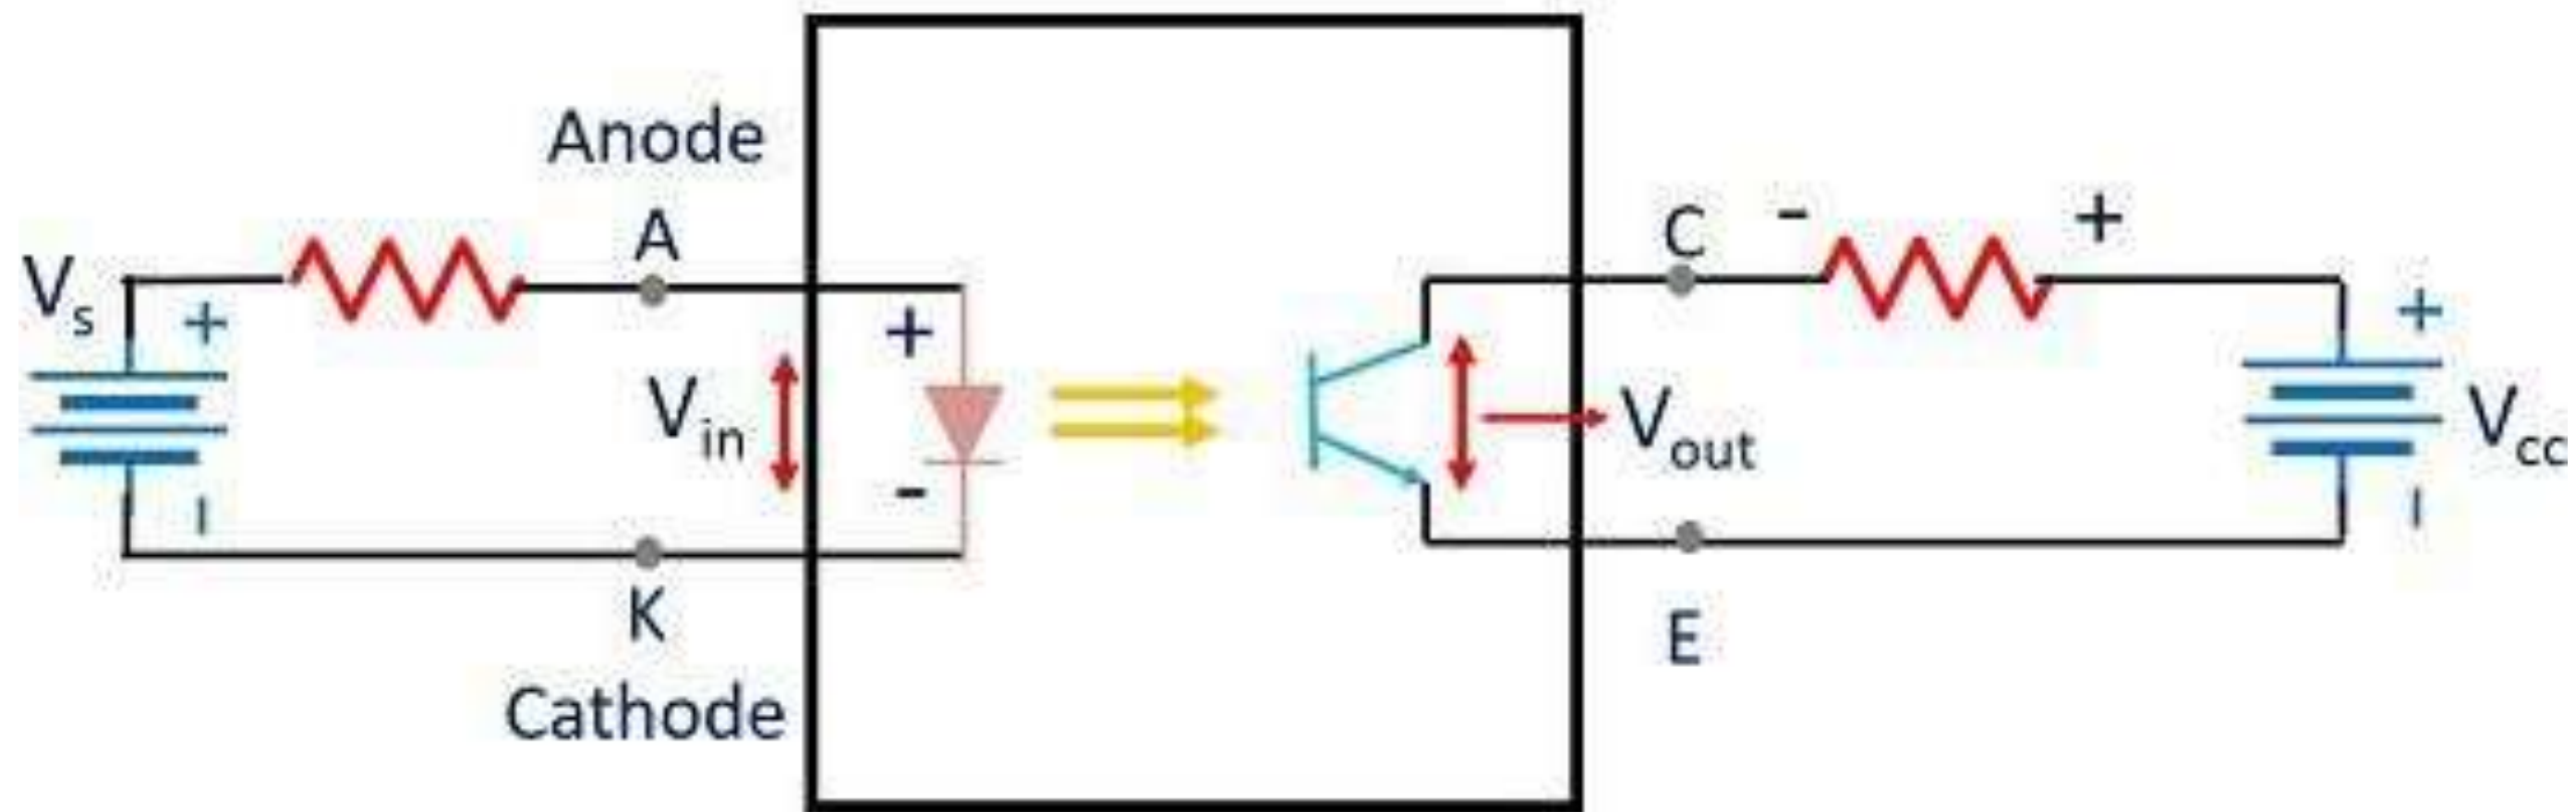 Anode
A
C
-
+
Vs
+
+
+
Vin
Vout
Vcc
-
-
-
K
E
Cathode